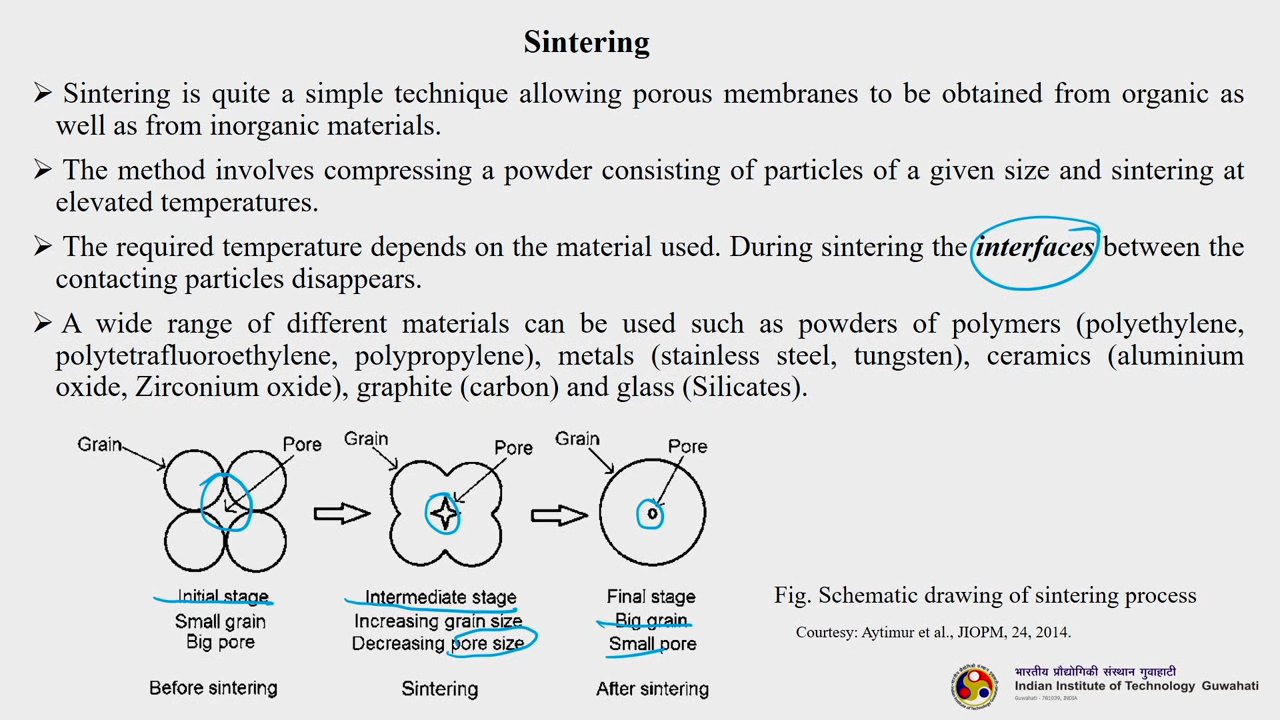 Sintering
➢ Sintering is quite a simple technique allowing porous membranes to be obtained from organic as
well as from inorganic materials.
➢ The method involves compressing a powder consisting of particles of a given size and sintering at
elevated temperatures.
➢ The required temperature depends on the material used. During sintering the interfaces between the
contacting particles disappears.
➢ A wide range of different materials can be used such as powders of polymers (polyethylene,
polytetrafluoroethylene, polypropylene), metals (stainless steel, tungsten), ceramics (aluminium
oxide, Zirconium oxide), graphite (carbon) and glass (Silicates).
Grain
Pore
Initial stage
Small grain
Big pore
Before sintering
Grain
Pore
Intermediate stage
Increasing grain size
Decreasing pore size
Sintering
Grain
Pore
Final stage
Big grain
Small pore
After sintering
Fig. Schematic drawing of sintering process
Courtesy: Aytimur et al., JIOPM, 24, 2014.
भारतीय प्रौद्योगिकी संस्थान गुवाहाटी
Indian Institute of Technology Guwahati
Guwahati - 781039, INDIA